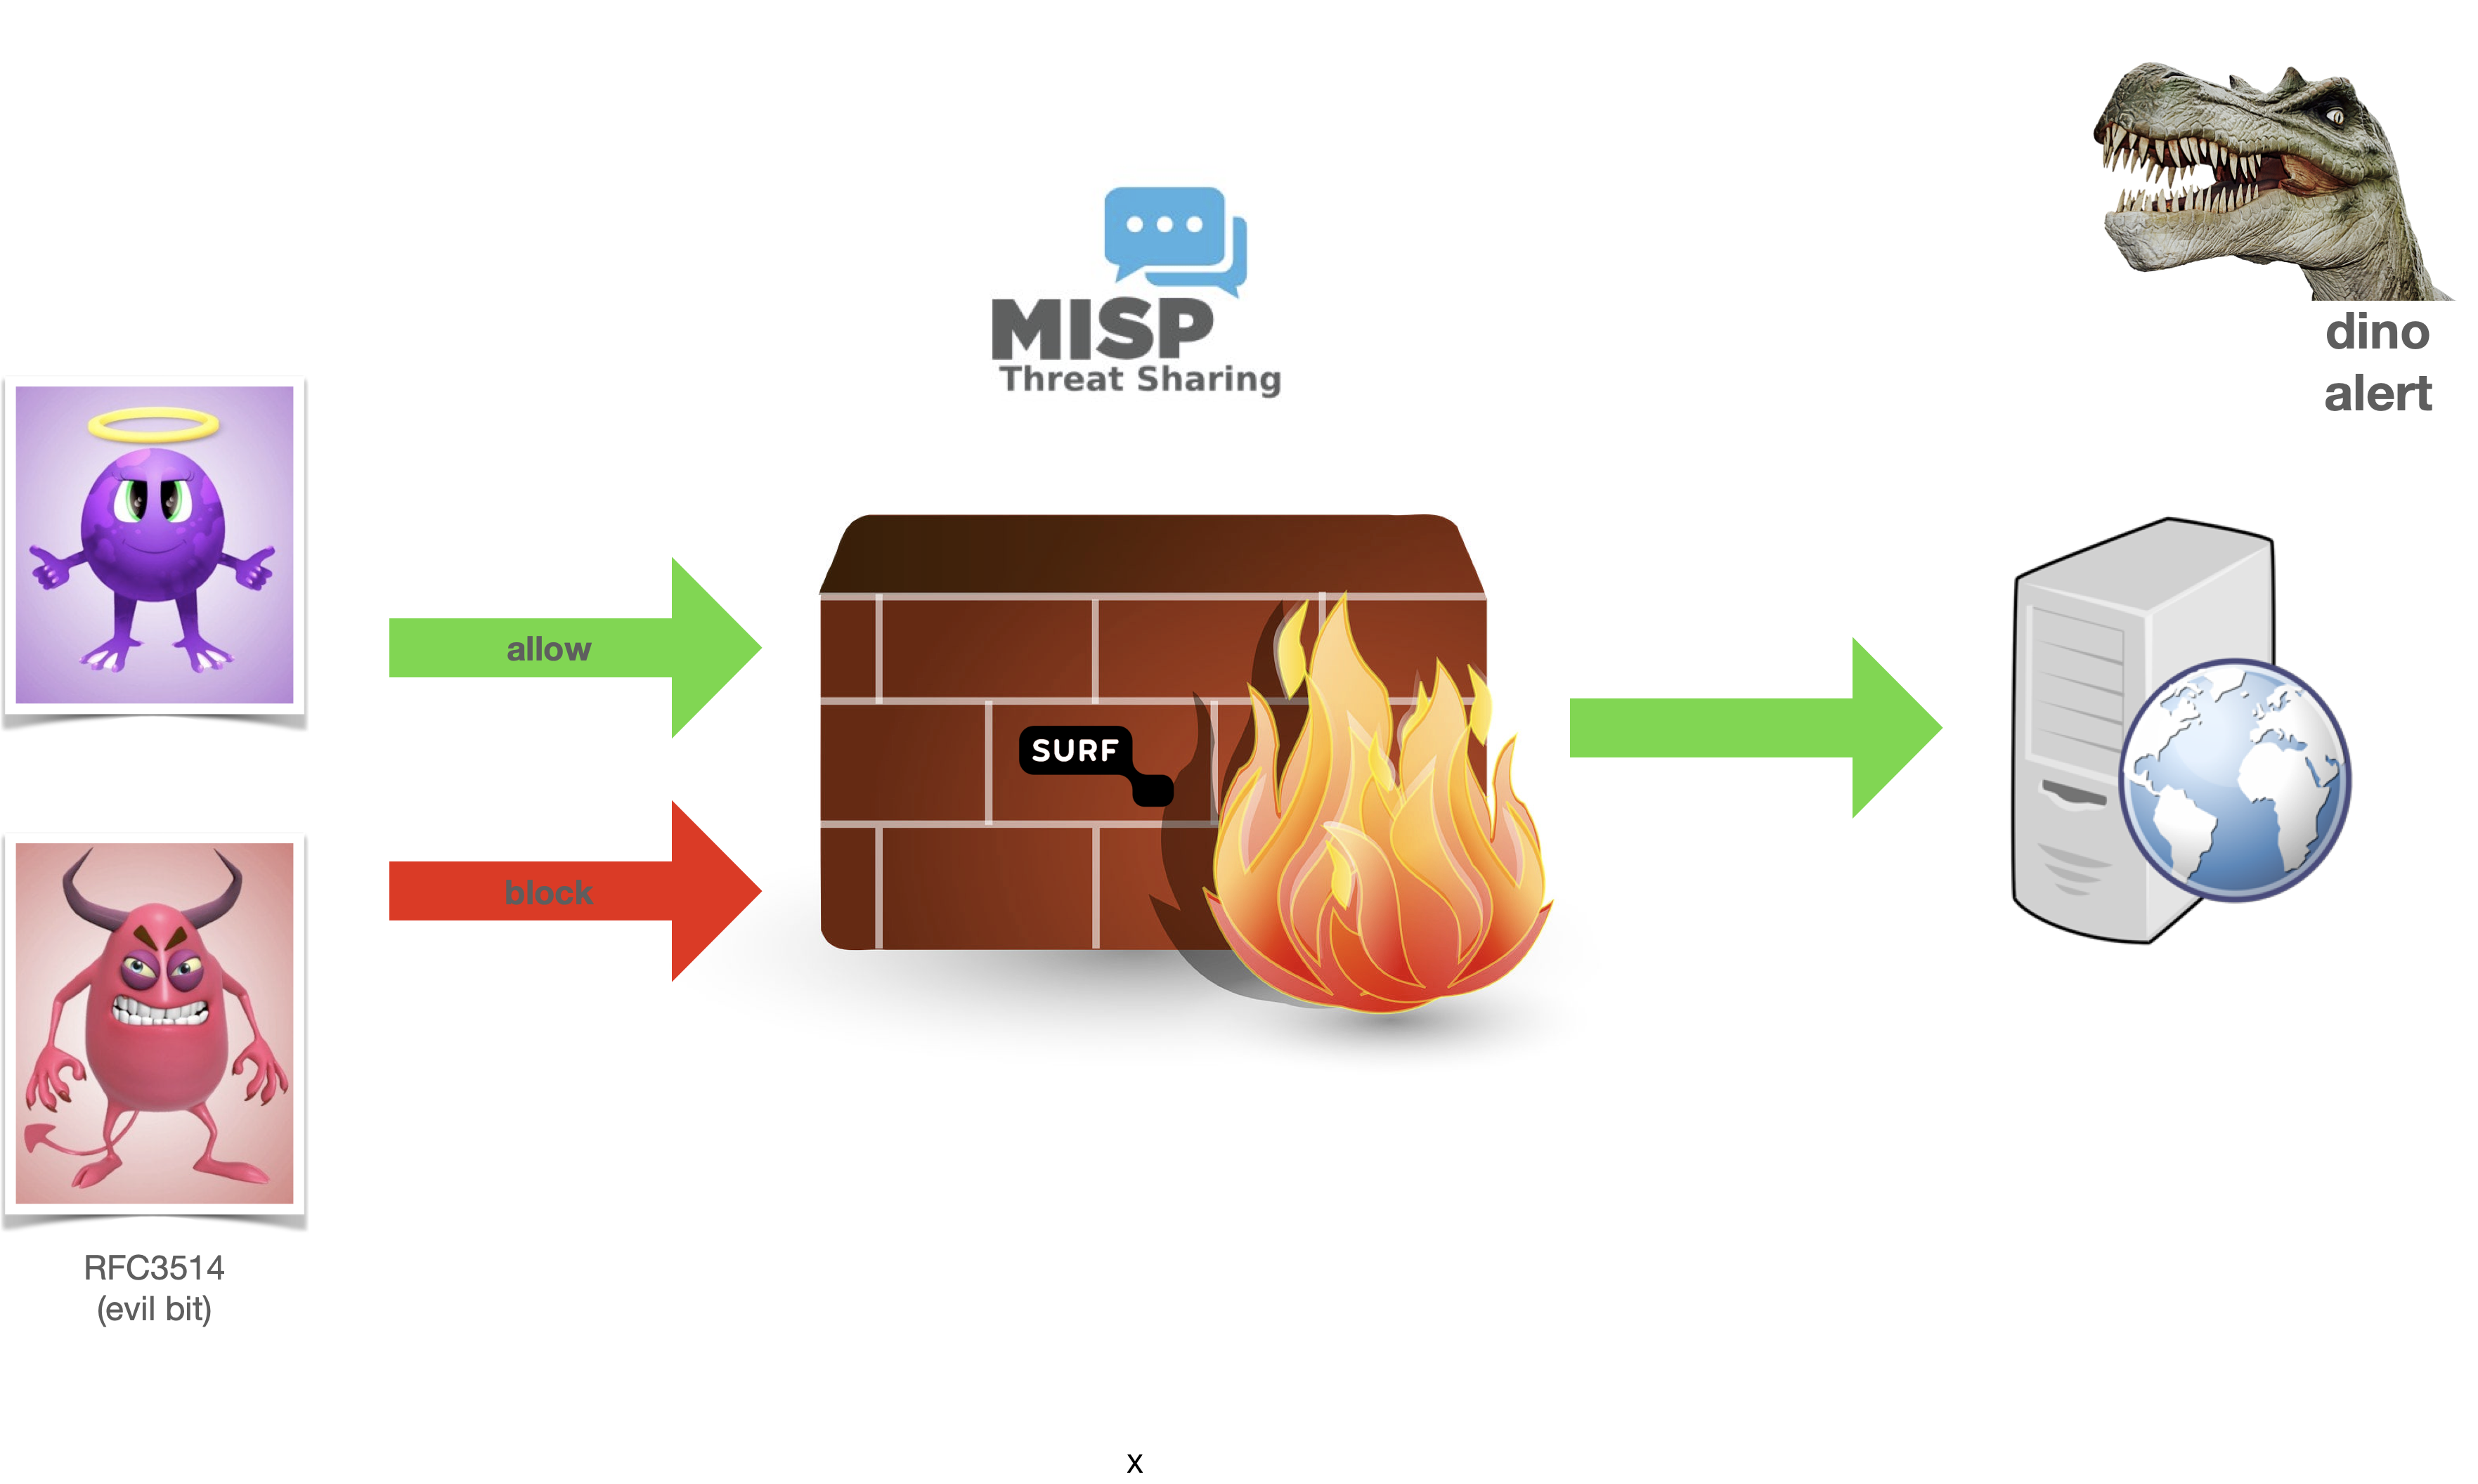 MISP
Threat Sharing
dino
alert
allow
SURF
block
RFC3514
(evil bit)
x